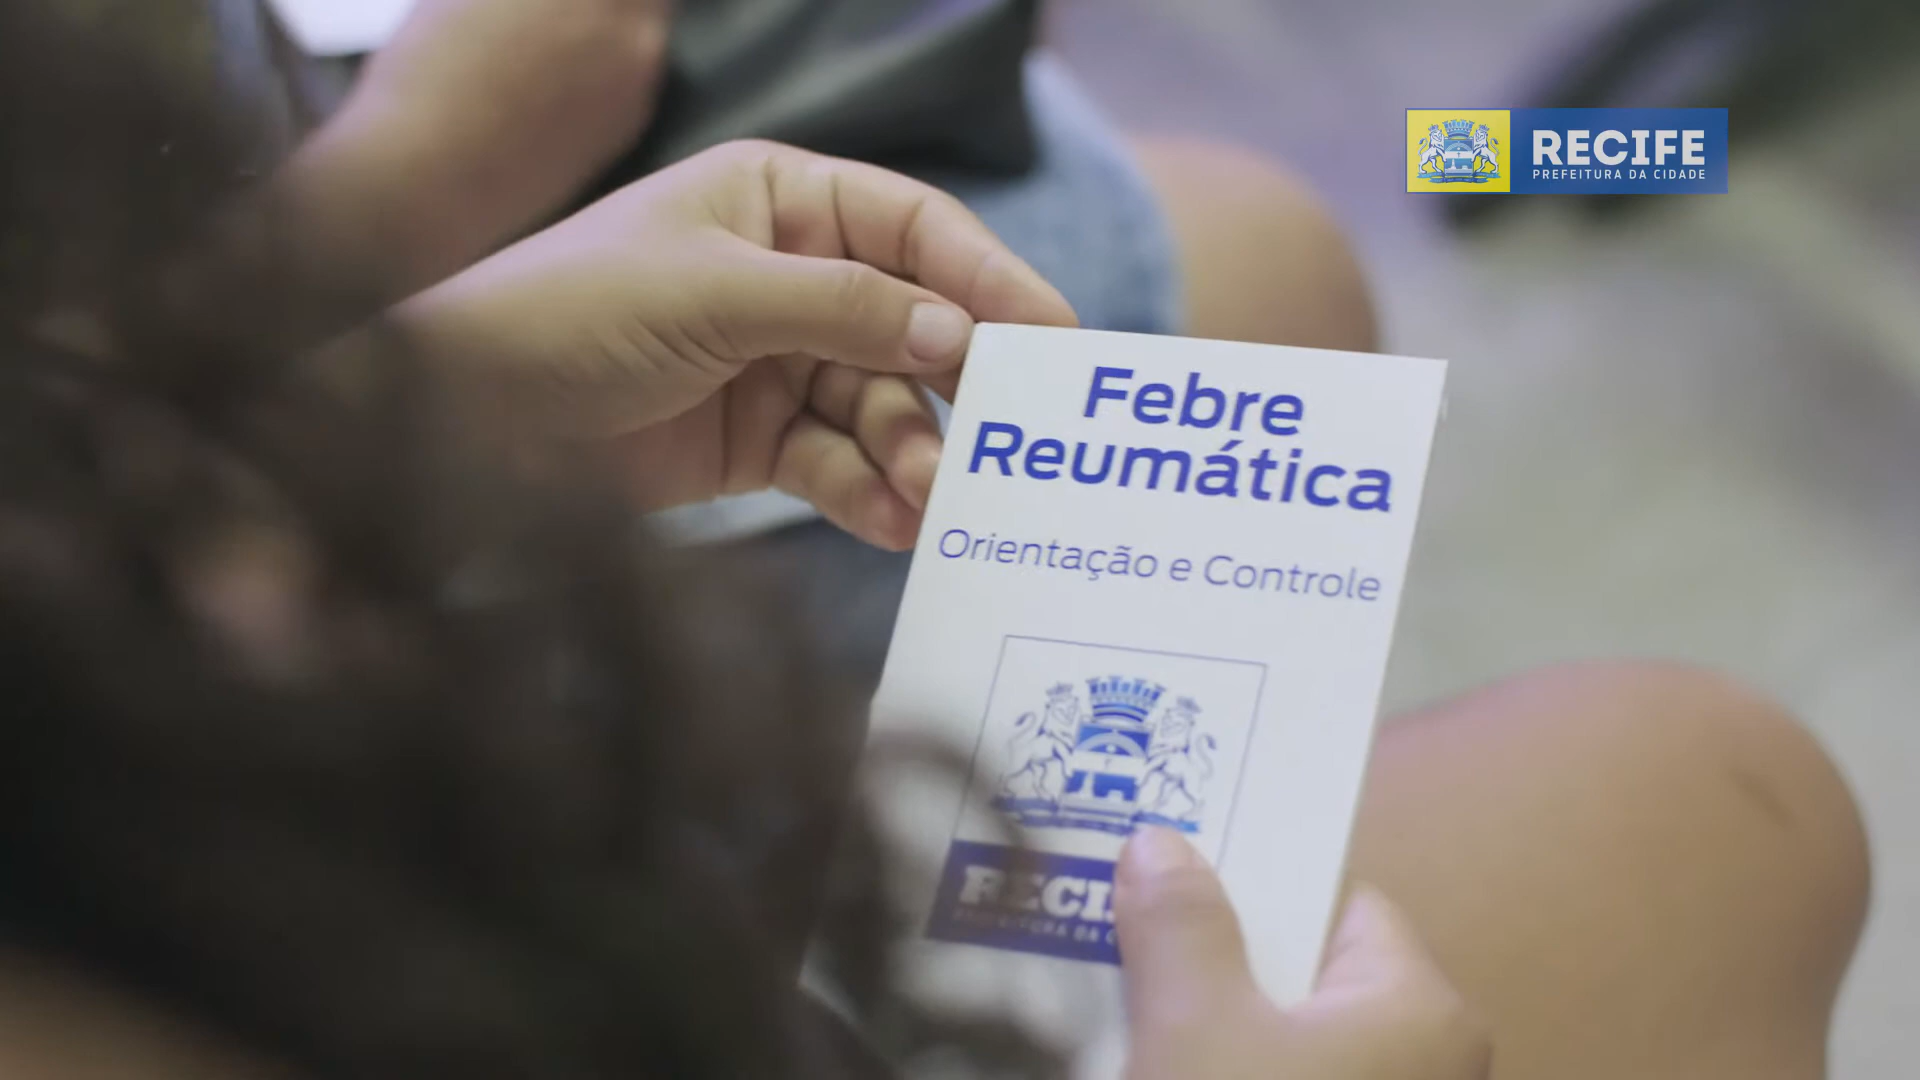 RECIFE
PREFEITURA DA CIDADE
Febre
Reumática
Orientação e Controle